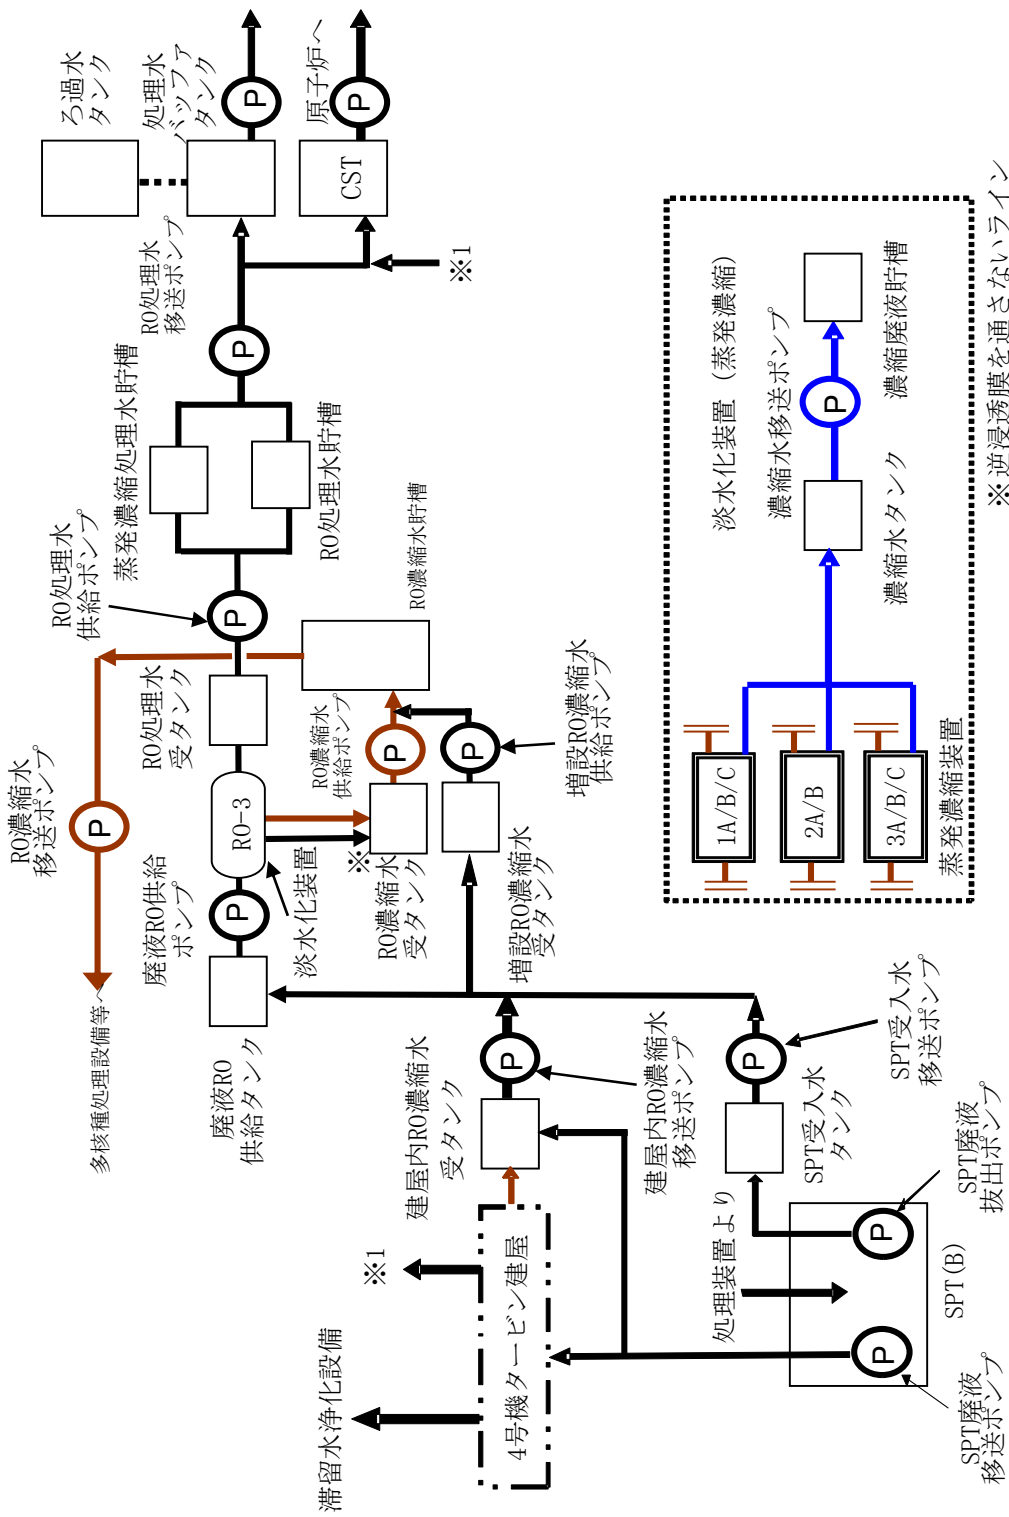 ろ過水
タンク
処理水
バッファ
タンク
P
原子炉へ
P
CST
※1
RO処理水
移送ポンプ
P
蒸発濃縮処理水貯槽
RO処理水貯槽
RO処理水
供給ポンプ
P
RO濃縮水貯槽
RO処理水
受タンク
RO濃縮水
移送ポンプ
P
多核種処理設備等へ
RO濃縮水
供給ポンプ
P
増設RO濃縮水
供給ポンプ
P
RO-3
淡水化装置
※
廃液RO供給
ポンプ
P
RO濃縮水
受タンク
増設RO濃縮水
受タンク
廃液RO
供給タンク
建屋内RO濃縮水
受タンク
P
建屋内RO濃縮水
移送ポンプ
P
SPT受入水
移送ポンプ
SPT受入水
タンク
SPT廃液
抜出ポンプ
P
処理装置より
SPT(B)
P
SPT廃液
移送ポンプ
4号機タービン建屋
※1
滞留水浄化設備
淡水化装置（蒸発濃縮）
濃縮水移送ポンプ
P
濃縮廃液貯槽
濃縮水タンク
1A/B/C
2A/B
3A/B/C
蒸発濃縮装置
※逆浸透膜を通さないライン